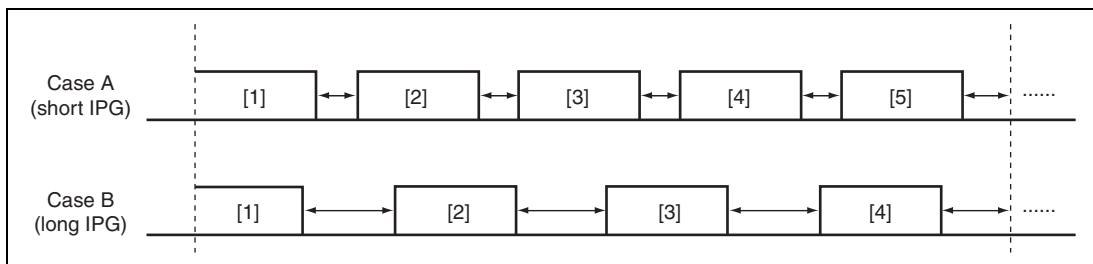 Case A
(short IPG)
[1]
[2]
[3]
[4]
[5]
......
Case B
(long IPG)
[1]
[2]
[3]
[4]
......